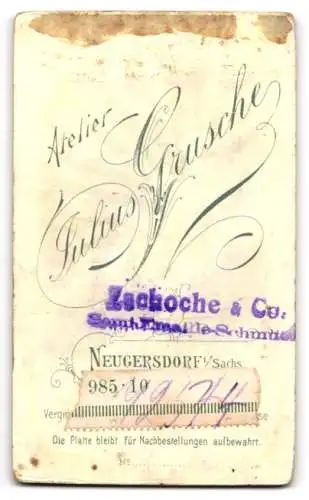 Atelier
Julius Grusche
Zschoche & Co.
NEUGERSDORF i/Sachs
985·10
Die Platte bleibt für Nachbestellungen aufbewahrt.